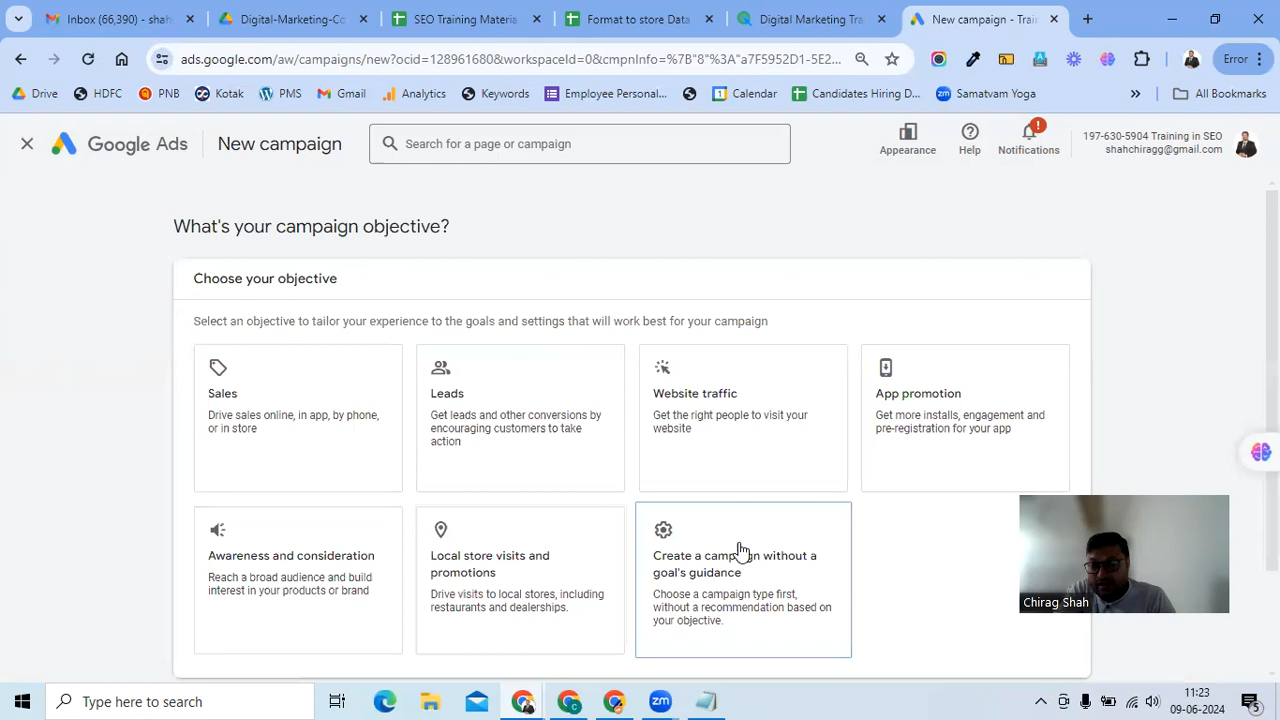 Inbox (66,390) - shah
Digital-Marketing-Co
SEO Training Materia
Format to store Data
Digital Marketing Tra
New campaign - Trai
ads.google.com/aw/campaigns/new?ocid=128961680&workspaceId=0&cmpnInfo=%7B"8"%3A"a7F5952D1-5E2...
Error
Drive
HDFC
PNB
Kotak
PMS
Gmail
Analytics
Keywords
Employee Personal...
Calendar
Candidates Hiring D...
Samatvam Yoga
All Bookmarks
Google Ads
New campaign
Search for a page or campaign
Appearance
Help
Notifications
197-630-5904 Training in SEO
shahchiragg@gmail.com
What's your campaign objective?
Choose your objective
Select an objective to tailor your experience to the goals and settings that will work best for your campaign
Sales
Drive sales online, in app, by phone,
or in store
Leads
Get leads and other conversions by
encouraging customers to take
action
Website traffic
Get the right people to visit your
website
App promotion
Get more installs, engagement and
pre-registration for your app
Awareness and consideration
Reach a broad audience and build
interest in your products or brand
Local store visits and
promotions
Drive visits to local stores, including
restaurants and dealerships.
Create a campaign without a
goal's guidance
Choose a campaign type first,
without a recommendation based on
your objective.
Chirag Shah
Type here to search
11:23
09-06-2024
5